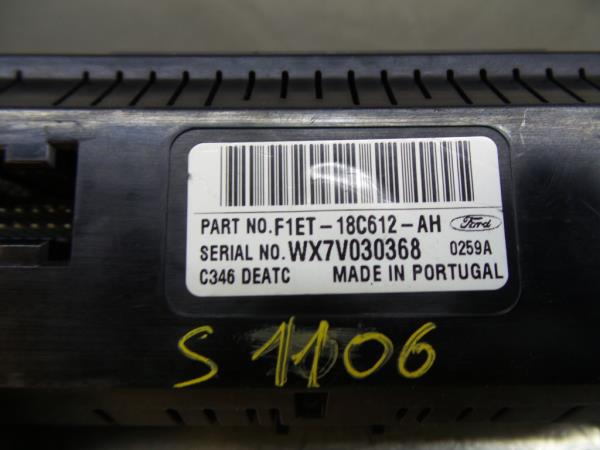 PART NO. F1ET-18C612-AH Ford
SERIAL NO. WX7V030368 0259A
C346 DEATC MADE IN PORTUGAL
S 1106